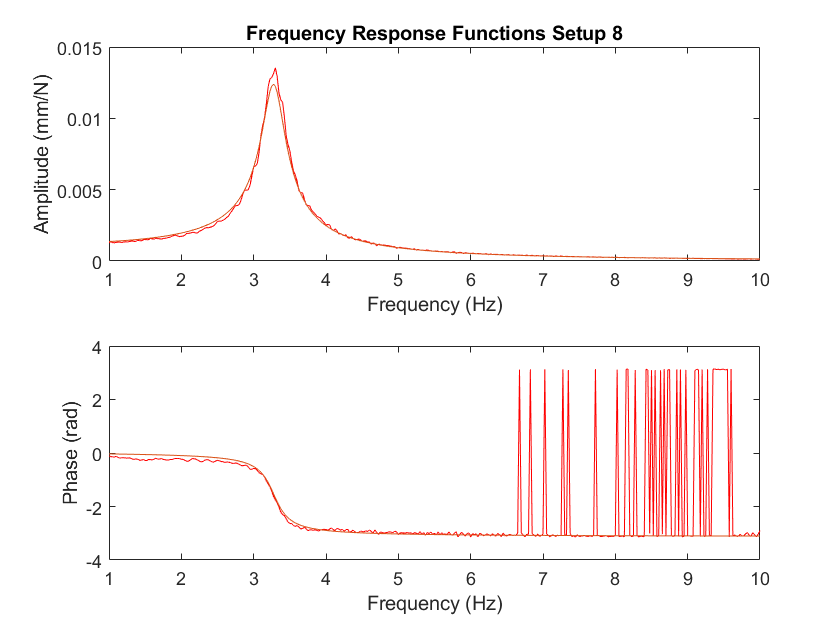 Frequency Response Functions Setup 8
0.015
0.01
0.005
0
Amplitude (mm/N)
1 2 3 4 5 6 7 8 9 10
Frequency (Hz)
4
2
0
-2
-4
Phase (rad)
1 2 3 4 5 6 7 8 9 10
Frequency (Hz)